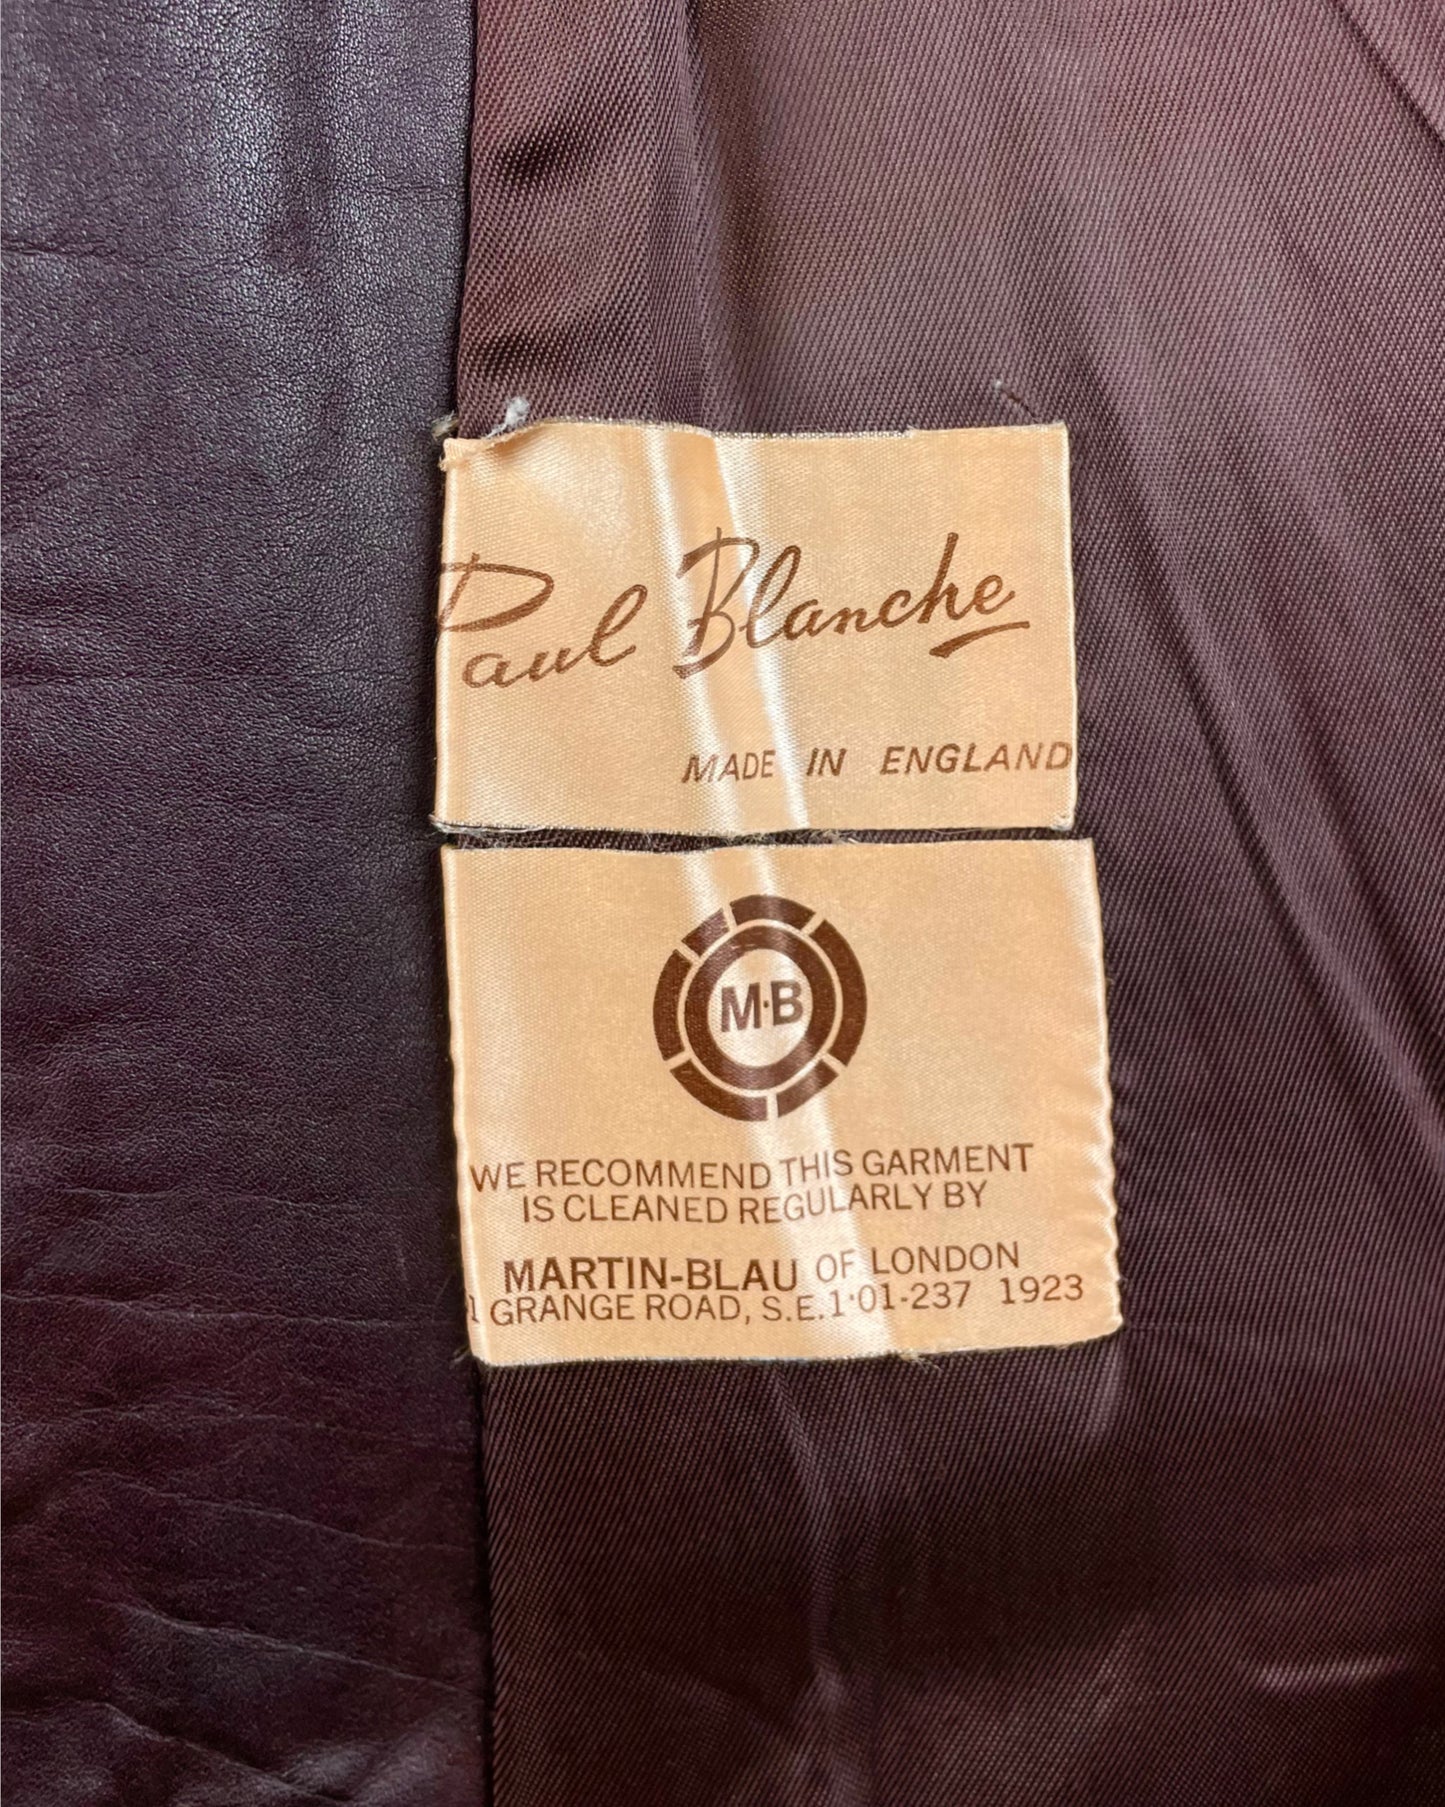 Paul Blanche
MADE IN ENGLAND
M·B
WE RECOMMEND THIS GARMENT
IS CLEANED REGULARLY BY
MARTIN-BLAU OF LONDON
GRANGE ROAD, S.E.1·01-237 1923